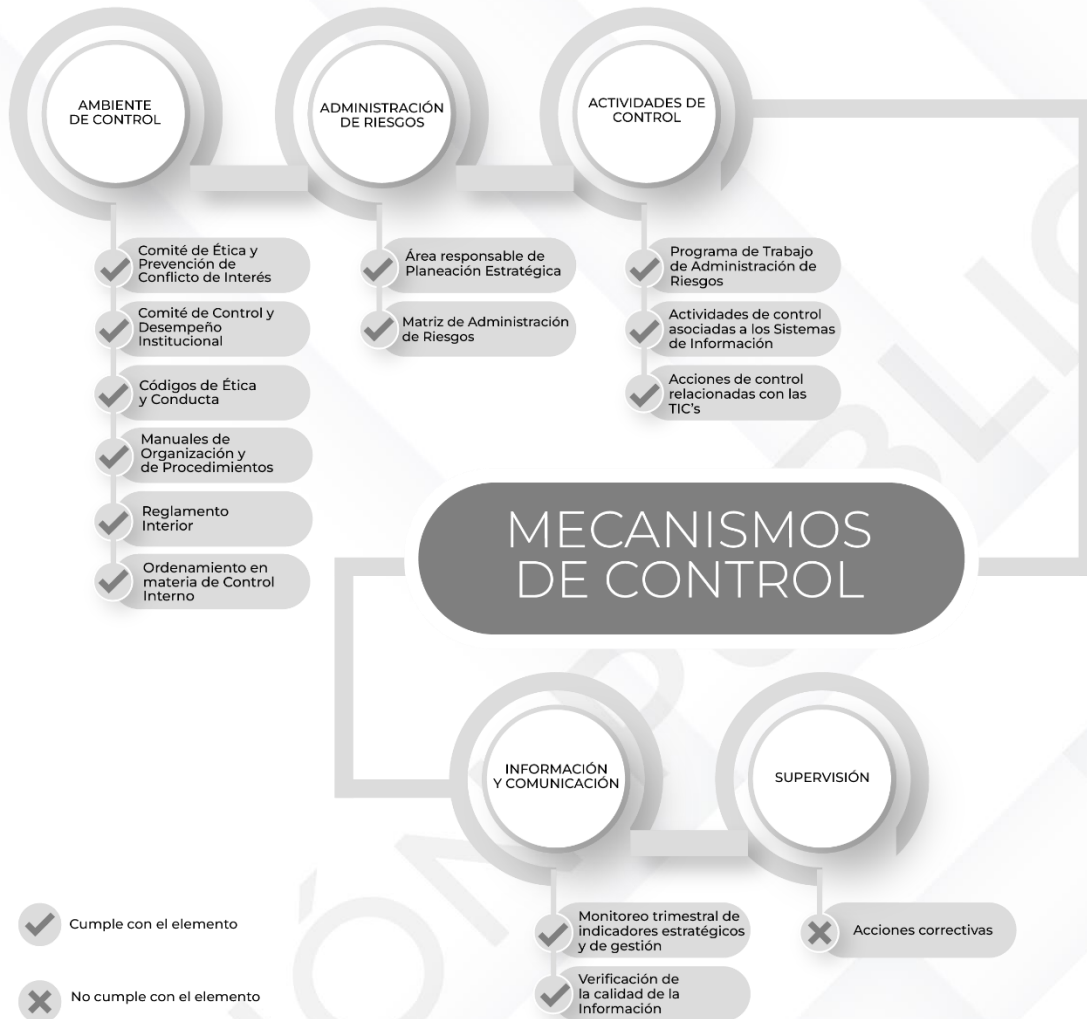 AMBIENTE
DE CONTROL
ADMINISTRACIÓN
DE RIESGOS
ACTIVIDADES DE
CONTROL
Comité de Ética y
Prevención de
Conflicto de Interés
Comité de Control y
Desempeño
Institucional
Códigos de Ética
y Conducta
Manuales de
Organización y
de Procedimientos
Reglamento
Interior
Ordenamiento en
materia de Control
Interno
Área responsable de
Planeación Estratégica
Matriz de Administración
de Riesgos
Programa de Trabajo
de Administración de
Riesgos
Actividades de control
asociadas a los Sistemas
de Información
Acciones de control
relacionadas con las
TIC's
MECANISMOS
DE CONTROL
INFORMACIÓN
Y COMUNICACIÓN
SUPERVISIÓN
Monitoreo trimestral de
indicadores estratégicos
y de gestión
Verificación de
la calidad de la
Información
Acciones correctivas
Cumple con el elemento
No cumple con el elemento